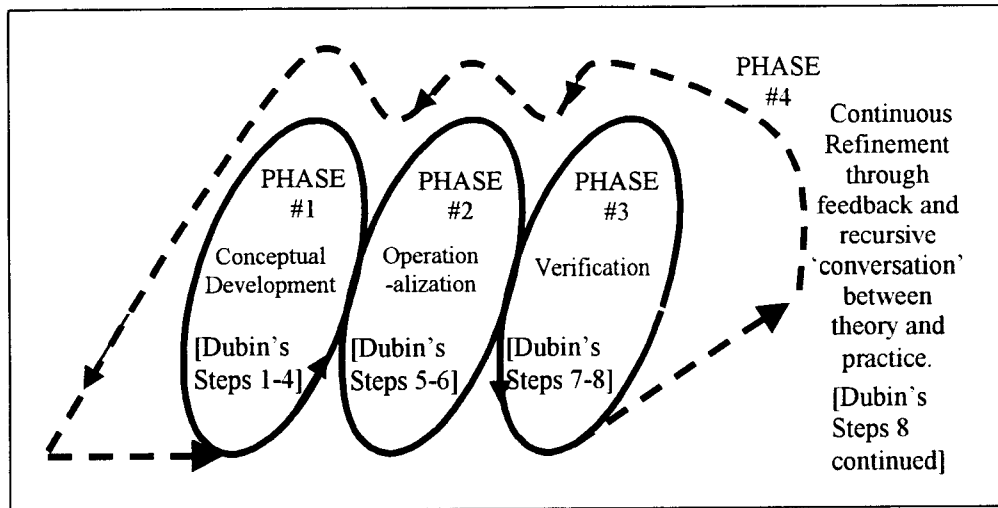 PHASE
#1
Conceptual
Development
[Dubin's
Steps 1-4]
PHASE
#2
Operation
-alization
[Dubin's
Steps 5-6]
PHASE
#3
Verification
[Dubin's
Steps 7-8]
PHASE
#4
Continuous
Refinement
through
feedback and
recursive
‘conversation’
between
theory and
practice.
[Dubin's
Steps 8
continued]